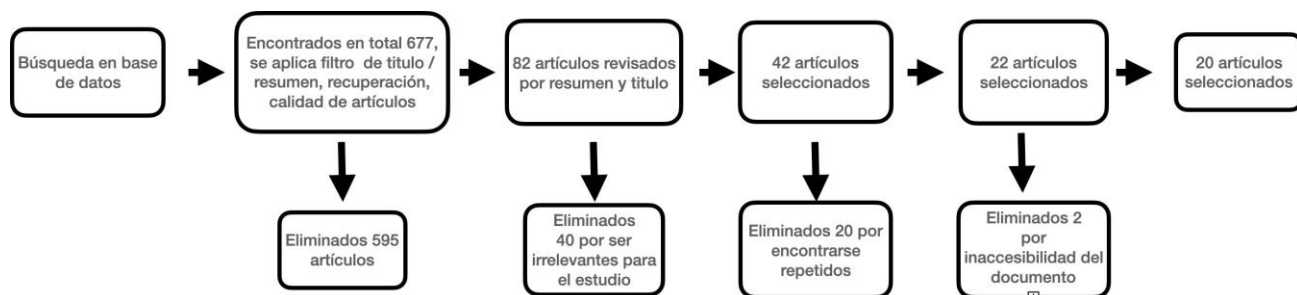 Búsqueda en base
de datos
Encontrados en total 677,
se aplica filtro de titulo /
resumen, recuperación,
calidad de artículos
82 artículos revisados
por resumen y titulo
42 artículos
seleccionados
22 artículos
seleccionados
20 artículos
seleccionados
Eliminados 595
artículos
Eliminados
40 por ser
irrelevantes para
el estudio
Eliminados 20 por
encontrarse
repetidos
Eliminados 2
por
inaccesibilidad del
documento